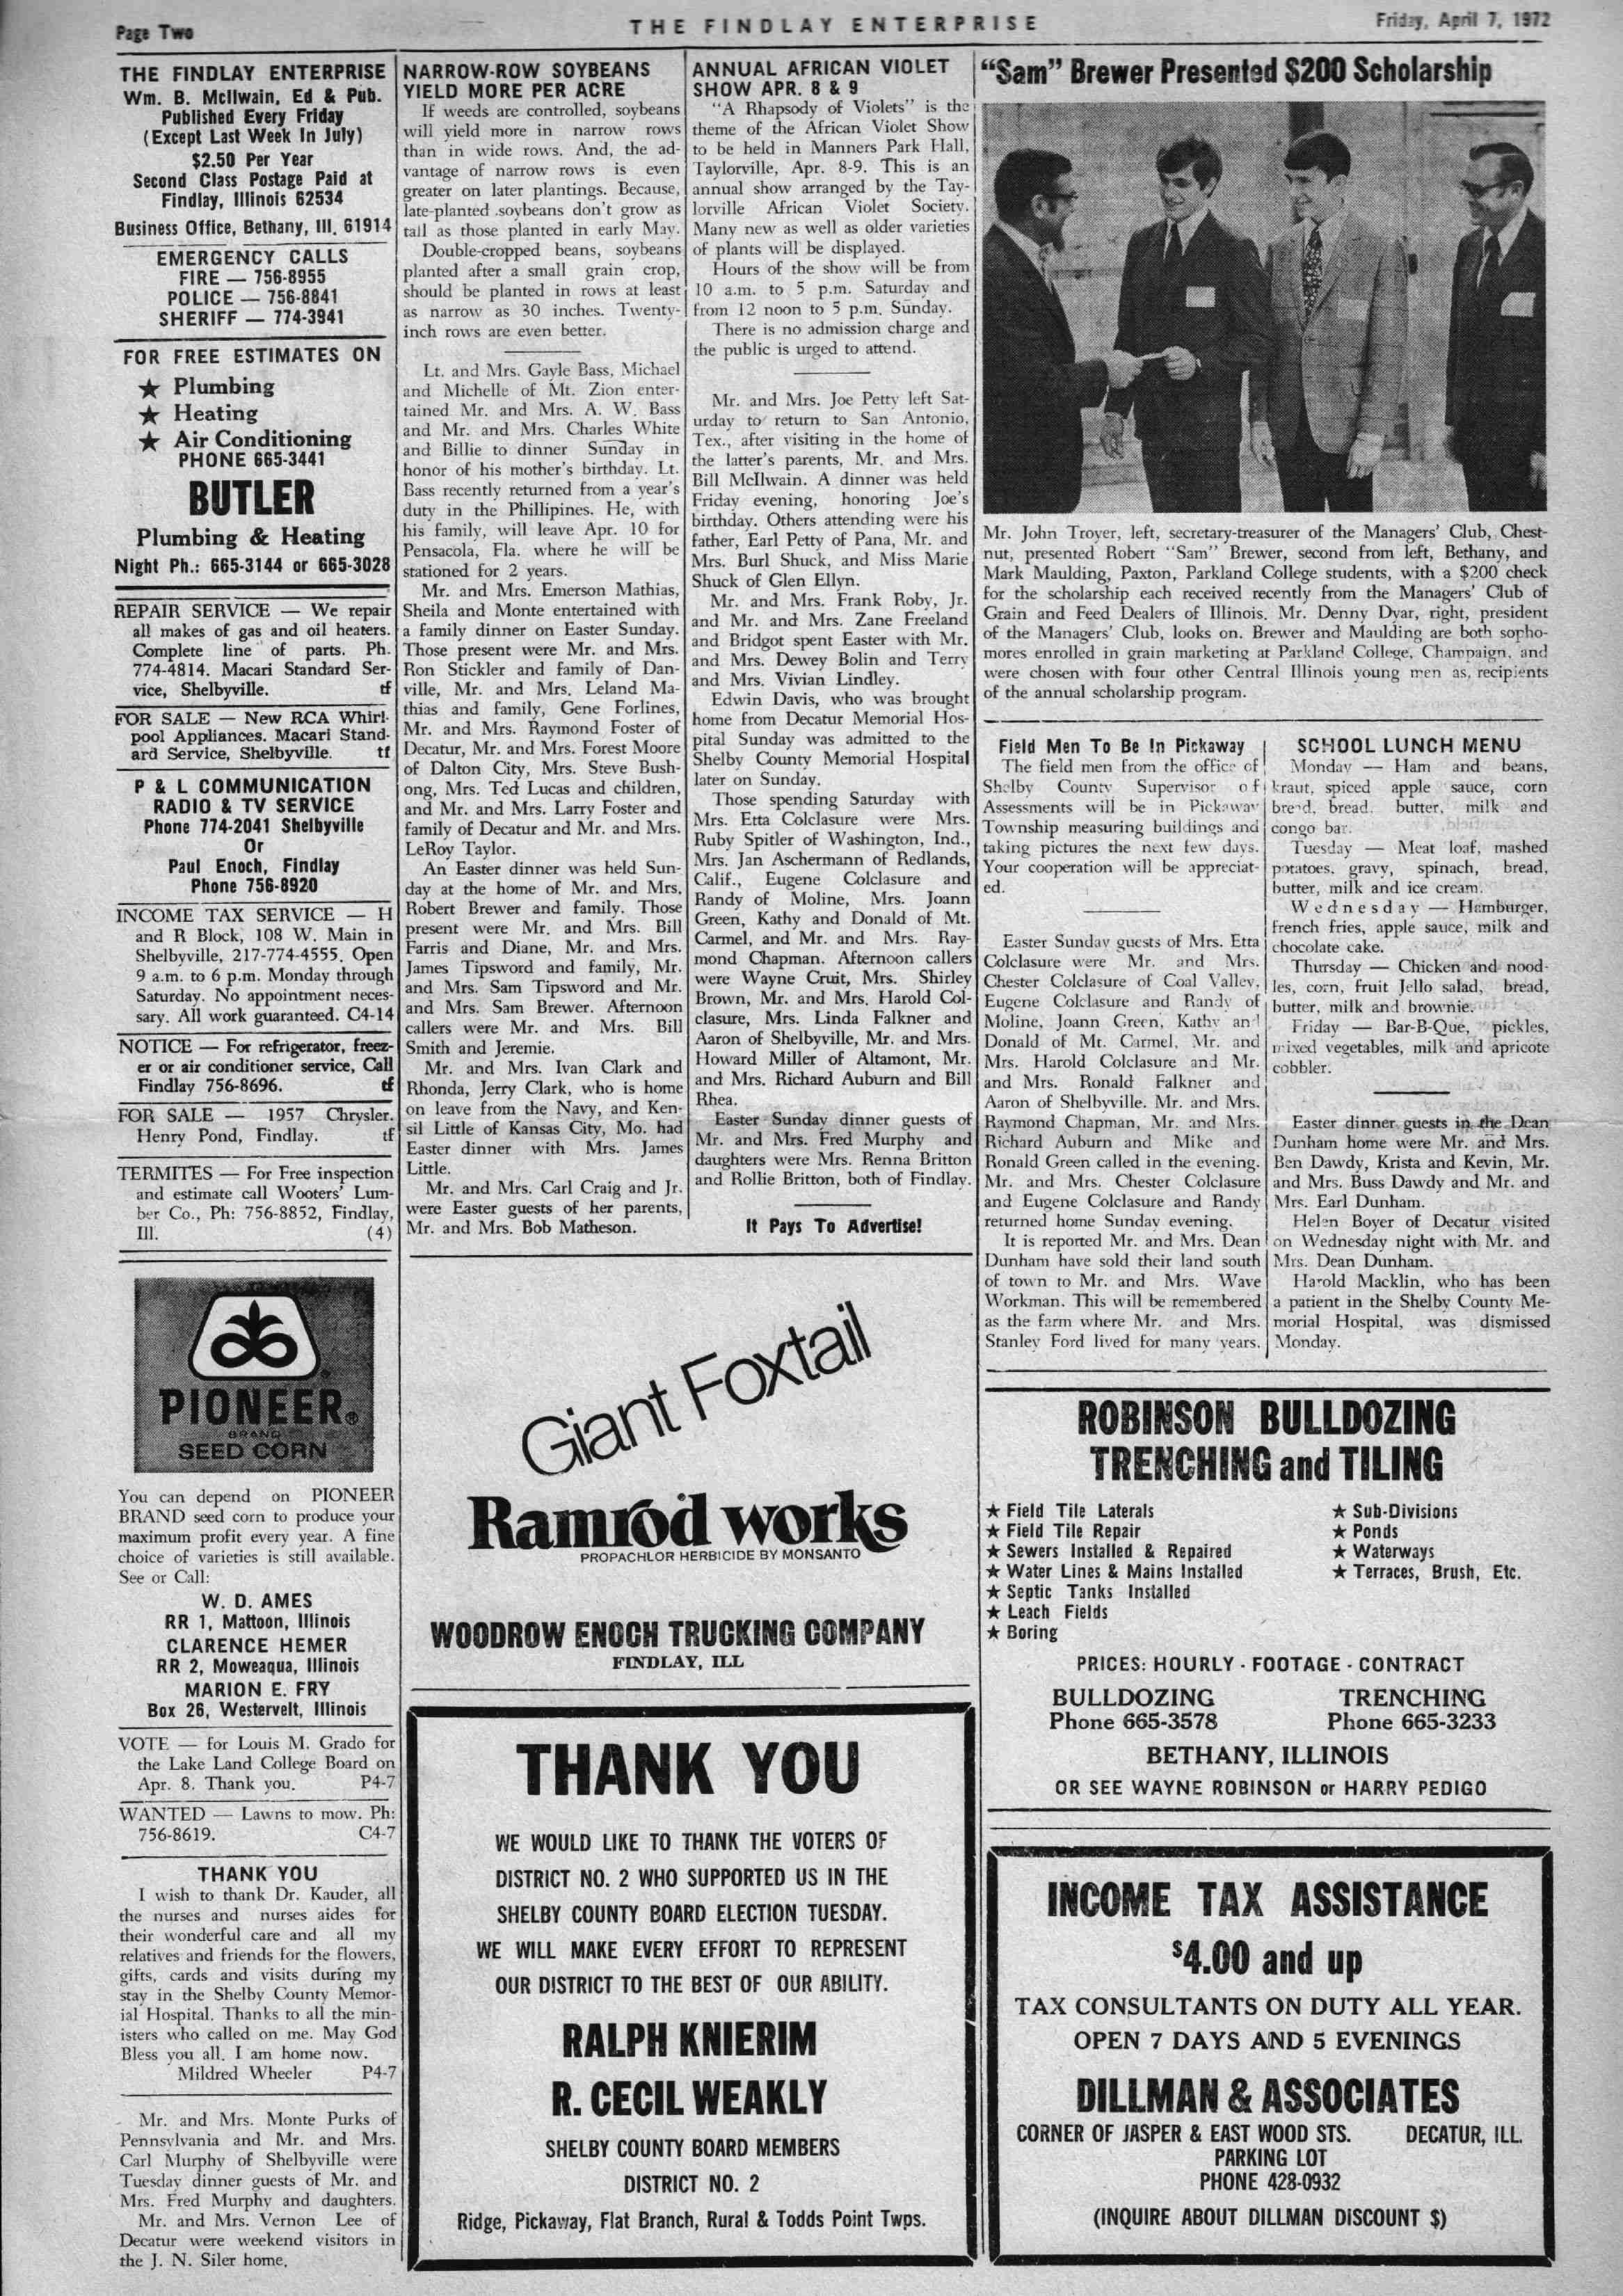 Page Two
THE FINDLAY ENTERPRISE
Friday, April 7, 1972
THE FINDLAY ENTERPRISE
Wm. B. McIlwain, Ed & Pub.
Published Every Friday
(Except Last Week In July)
$2.50 Per Year
Second Class Postage Paid at
Findlay, Illinois 62534
Business Office, Bethany, Ill. 61914
EMERGENCY CALLS
FIRE — 756-8955
POLICE — 756-8841
SHERIFF — 774-3941
FOR FREE ESTIMATES ON
★ Plumbing
★ Heating
★ Air Conditioning
PHONE 665-3441
BUTLER
Plumbing & Heating
Night Ph.: 665-3144 or 665-3028
REPAIR SERVICE — We repair
all makes of gas and oil heaters.
Complete line of parts. Ph.
774-4814. Macari Standard Ser-
vice, Shelbyville. tf
FOR SALE — New RCA Whirl-
pool Appliances. Macari Stand-
ard Service, Shelbyville. tf
P & L COMMUNICATION
RADIO & TV SERVICE
Phone 774-2041 Shelbyville
Or
Paul Enoch, Findlay
Phone 756-8920
INCOME TAX SERVICE — H
and R Block, 108 W. Main in
Shelbyville, 217-774-4555. Open
9 a.m. to 6 p.m. Monday through
Saturday. No appointment neces-
sary. All work guaranteed. C4-14
NOTICE — For refrigerator, freez-
er or air conditioner service, Call
Findlay 756-8696. tf
FOR SALE — 1957 Chrysler.
Henry Pond, Findlay. tf
TERMITES — For Free inspection
and estimate call Wooters' Lum-
ber Co., Ph: 756-8852, Findlay,
Ill. (4)
PIONEER®
BRAND
SEED CORN
You can depend on PIONEER
BRAND seed corn to produce your
maximum profit every year. A fine
choice of varieties is still available.
See or Call:
W. D. AMES
RR 1, Mattoon, Illinois
CLARENCE HEMER
RR 2, Moweaqua, Illinois
MARION E. FRY
Box 26, Westervelt, Illinois
VOTE — for Louis M. Grado for
the Lake Land College Board on
Apr. 8. Thank you. P4-7
WANTED — Lawns to mow. Ph:
756-8619. C4-7
THANK YOU
I wish to thank Dr. Kauder, all
the nurses and nurses aides for
their wonderful care and all my
relatives and friends for the flowers,
gifts, cards and visits during my
stay in the Shelby County Memor-
ial Hospital. Thanks to all the min-
isters who called on me. May God
Bless you all. I am home now.
Mildred Wheeler P4-7
Mr. and Mrs. Monte Purks of
Pennsylvania and Mr. and Mrs.
Carl Murphy of Shelbyville were
Tuesday dinner guests of Mr. and
Mrs. Fred Murphy and daughters.
Mr. and Mrs. Vernon Lee of
Decatur were weekend visitors in
the J. N. Siler home.
NARROW-ROW SOYBEANS
YIELD MORE PER ACRE
If weeds are controlled, soybeans
will yield more in narrow rows
than in wide rows. And, the ad-
vantage of narrow rows is even
greater on later plantings. Because,
late-planted soybeans don't grow as
tall as those planted in early May.
Double-cropped beans, soybeans
planted after a small grain crop,
should be planted in rows at least
as narrow as 30 inches. Twenty-
inch rows are even better.
Lt. and Mrs. Gayle Bass, Michael
and Michelle of Mt. Zion enter-
tained Mr. and Mrs. A. W. Bass
and Mr. and Mrs. Charles White
and Billie to dinner Sunday in
honor of his mother's birthday. Lt.
Bass recently returned from a year's
duty in the Phillipines. He, with
his family, will leave Apr. 10 for
Pensacola, Fla. where he will be
stationed for 2 years.
Mr. and Mrs. Emerson Mathias,
Sheila and Monte entertained with
a family dinner on Easter Sunday.
Those present were Mr. and Mrs.
Ron Stickler and family of Dan-
ville, Mr. and Mrs. Leland Ma-
thias and family, Gene Forlines,
Mr. and Mrs. Raymond Foster of
Decatur, Mr. and Mrs. Forest Moore
of Dalton City, Mrs. Steve Bush-
ong, Mrs. Ted Lucas and children,
and Mr. and Mrs. Larry Foster and
family of Decatur and Mr. and Mrs.
LeRoy Taylor.
An Easter dinner was held Sun-
day at the home of Mr. and Mrs.
Robert Brewer and family. Those
present were Mr. and Mrs. Bill
Farris and Diane, Mr. and Mrs.
James Tipsword and family, Mr.
and Mrs. Sam Tipsword and Mr.
and Mrs. Sam Brewer. Afternoon
callers were Mr. and Mrs. Bill
Smith and Jeremie.
Mr. and Mrs. Ivan Clark and
Rhonda, Jerry Clark, who is home
on leave from the Navy, and Ken-
sil Little of Kansas City, Mo. had
Easter dinner with Mrs. James
Little.
Mr. and Mrs. Carl Craig and Jr.
were Easter guests of her parents,
Mr. and Mrs. Bob Matheson.
ANNUAL AFRICAN VIOLET
SHOW APR. 8 & 9
"A Rhapsody of Violets" is the
theme of the African Violet Show
to be held in Manners Park Hall,
Taylorville, Apr. 8-9. This is an
annual show arranged by the Tay-
lorville African Violet Society.
Many new as well as older varieties
of plants will be displayed.
Hours of the show will be from
10 a.m. to 5 p.m. Saturday and
from 12 noon to 5 p.m. Sunday.
There is no admission charge and
the public is urged to attend.
Mr. and Mrs. Joe Petty left Sat-
urday to return to San Antonio,
Tex., after visiting in the home of
the latter's parents, Mr. and Mrs.
Bill McIlwain. A dinner was held
Friday evening, honoring Joe's
birthday. Others attending were his
father, Earl Petty of Pana, Mr. and
Mrs. Burl Shuck, and Miss Marie
Shuck of Glen Ellyn.
Mr. and Mrs. Frank Roby, Jr.
and Mr. and Mrs. Zane Freeland
and Bridgot spent Easter with Mr.
and Mrs. Dewey Bolin and Terry
and Mrs. Vivian Lindley.
Edwin Davis, who was brought
home from Decatur Memorial Hos-
pital Sunday was admitted to the
Shelby County Memorial Hospital
later on Sunday.
Those spending Saturday with
Mrs. Etta Colclasure were Mrs.
Ruby Spitler of Washington, Ind.,
Mrs. Jan Aschermann of Redlands,
Calif., Eugene Colclasure and
Randy of Moline, Mrs. Joann
Green, Kathy and Donald of Mt.
Carmel, and Mr. and Mrs. Ray-
mond Chapman. Afternoon callers
were Wayne Cruit, Mrs. Shirley
Brown, Mr. and Mrs. Harold Col-
clasure, Mrs. Linda Falkner and
Aaron of Shelbyville, Mr. and Mrs.
Howard Miller of Altamont, Mr.
and Mrs. Richard Auburn and Bill
Rhea.
Easter Sunday dinner guests of
Mr. and Mrs. Fred Murphy and
daughters were Mrs. Renna Britton
and Rollie Britton, both of Findlay.
It Pays To Advertise!
Giant Foxtail
Ramrod works
PROPACHLOR HERBICIDE BY MONSANTO
WOODROW ENOCH TRUCKING COMPANY
FINDLAY, ILL
THANK YOU
WE WOULD LIKE TO THANK THE VOTERS OF
DISTRICT NO. 2 WHO SUPPORTED US IN THE
SHELBY COUNTY BOARD ELECTION TUESDAY.
WE WILL MAKE EVERY EFFORT TO REPRESENT
OUR DISTRICT TO THE BEST OF OUR ABILITY.
RALPH KNIERIM
R. CECIL WEAKLY
SHELBY COUNTY BOARD MEMBERS
DISTRICT NO. 2
Ridge, Pickaway, Flat Branch, Rural & Todds Point Twps.
"Sam" Brewer Presented $200 Scholarship
Mr. John Troyer, left, secretary-treasurer of the Managers' Club, Chest-
nut, presented Robert "Sam" Brewer, second from left, Bethany, and
Mark Maulding, Paxton, Parkland College students, with a $200 check
for the scholarship each received recently from the Managers' Club of
Grain and Feed Dealers of Illinois. Mr. Denny Dyar, right, president
of the Managers' Club, looks on. Brewer and Maulding are both sopho-
mores enrolled in grain marketing at Parkland College, Champaign, and
were chosen with four other Central Illinois young men as recipients
of the annual scholarship program.
Field Men To Be In Pickaway
The field men from the office of
Shelby County Supervisor of
Assessments will be in Pickaway
Township measuring buildings and
taking pictures the next few days.
Your cooperation will be appreciat-
ed.
Easter Sunday guests of Mrs. Etta
Colclasure were Mr. and Mrs.
Chester Colclasure of Coal Valley,
Eugene Colclasure and Randy of
Moline, Joann Green, Kathy and
Donald of Mt. Carmel, Mr. and
Mrs. Harold Colclasure and Mr.
and Mrs. Ronald Falkner and
Aaron of Shelbyville. Mr. and Mrs.
Raymond Chapman, Mr. and Mrs.
Richard Auburn and Mike and
Ronald Green called in the evening.
Mr. and Mrs. Chester Colclasure
and Eugene Colclasure and Randy
returned home Sunday evening.
It is reported Mr. and Mrs. Dean
Dunham have sold their land south
of town to Mr. and Mrs. Wave
Workman. This will be remembered
as the farm where Mr. and Mrs.
Stanley Ford lived for many years.
SCHOOL LUNCH MENU
Monday — Ham and beans,
kraut, spiced apple sauce, corn
bread, bread, butter, milk and
congo bar.
Tuesday — Meat loaf, mashed
potatoes, gravy, spinach, bread,
butter, milk and ice cream.
Wednesday — Hamburger,
french fries, apple sauce, milk and
chocolate cake.
Thursday — Chicken and nood-
les, corn, fruit Jello salad, bread,
butter, milk and brownie.
Friday — Bar-B-Que, pickles,
mixed vegetables, milk and apricote
cobbler.
Easter dinner guests in the Dean
Dunham home were Mr. and Mrs.
Ben Dawdy, Krista and Kevin, Mr.
and Mrs. Buss Dawdy and Mr. and
Mrs. Earl Dunham.
Helen Boyer of Decatur visited
on Wednesday night with Mr. and
Mrs. Dean Dunham.
Harold Macklin, who has been
a patient in the Shelby County Me-
morial Hospital, was dismissed
Monday.
ROBINSON BULLDOZING
TRENCHING and TILING
★ Field Tile Laterals
★ Field Tile Repair
★ Sewers Installed & Repaired
★ Water Lines & Mains Installed
★ Septic Tanks Installed
★ Leach Fields
★ Boring
★ Sub-Divisions
★ Ponds
★ Waterways
★ Terraces, Brush, Etc.
PRICES: HOURLY - FOOTAGE - CONTRACT
BULLDOZING TRENCHING
Phone 665-3578 Phone 665-3233
BETHANY, ILLINOIS
OR SEE WAYNE ROBINSON or HARRY PEDIGO
INCOME TAX ASSISTANCE
$4.00 and up
TAX CONSULTANTS ON DUTY ALL YEAR.
OPEN 7 DAYS AND 5 EVENINGS
DILLMAN & ASSOCIATES
CORNER OF JASPER & EAST WOOD STS. DECATUR, ILL.
PARKING LOT
PHONE 428-0932
(INQUIRE ABOUT DILLMAN DISCOUNT $)